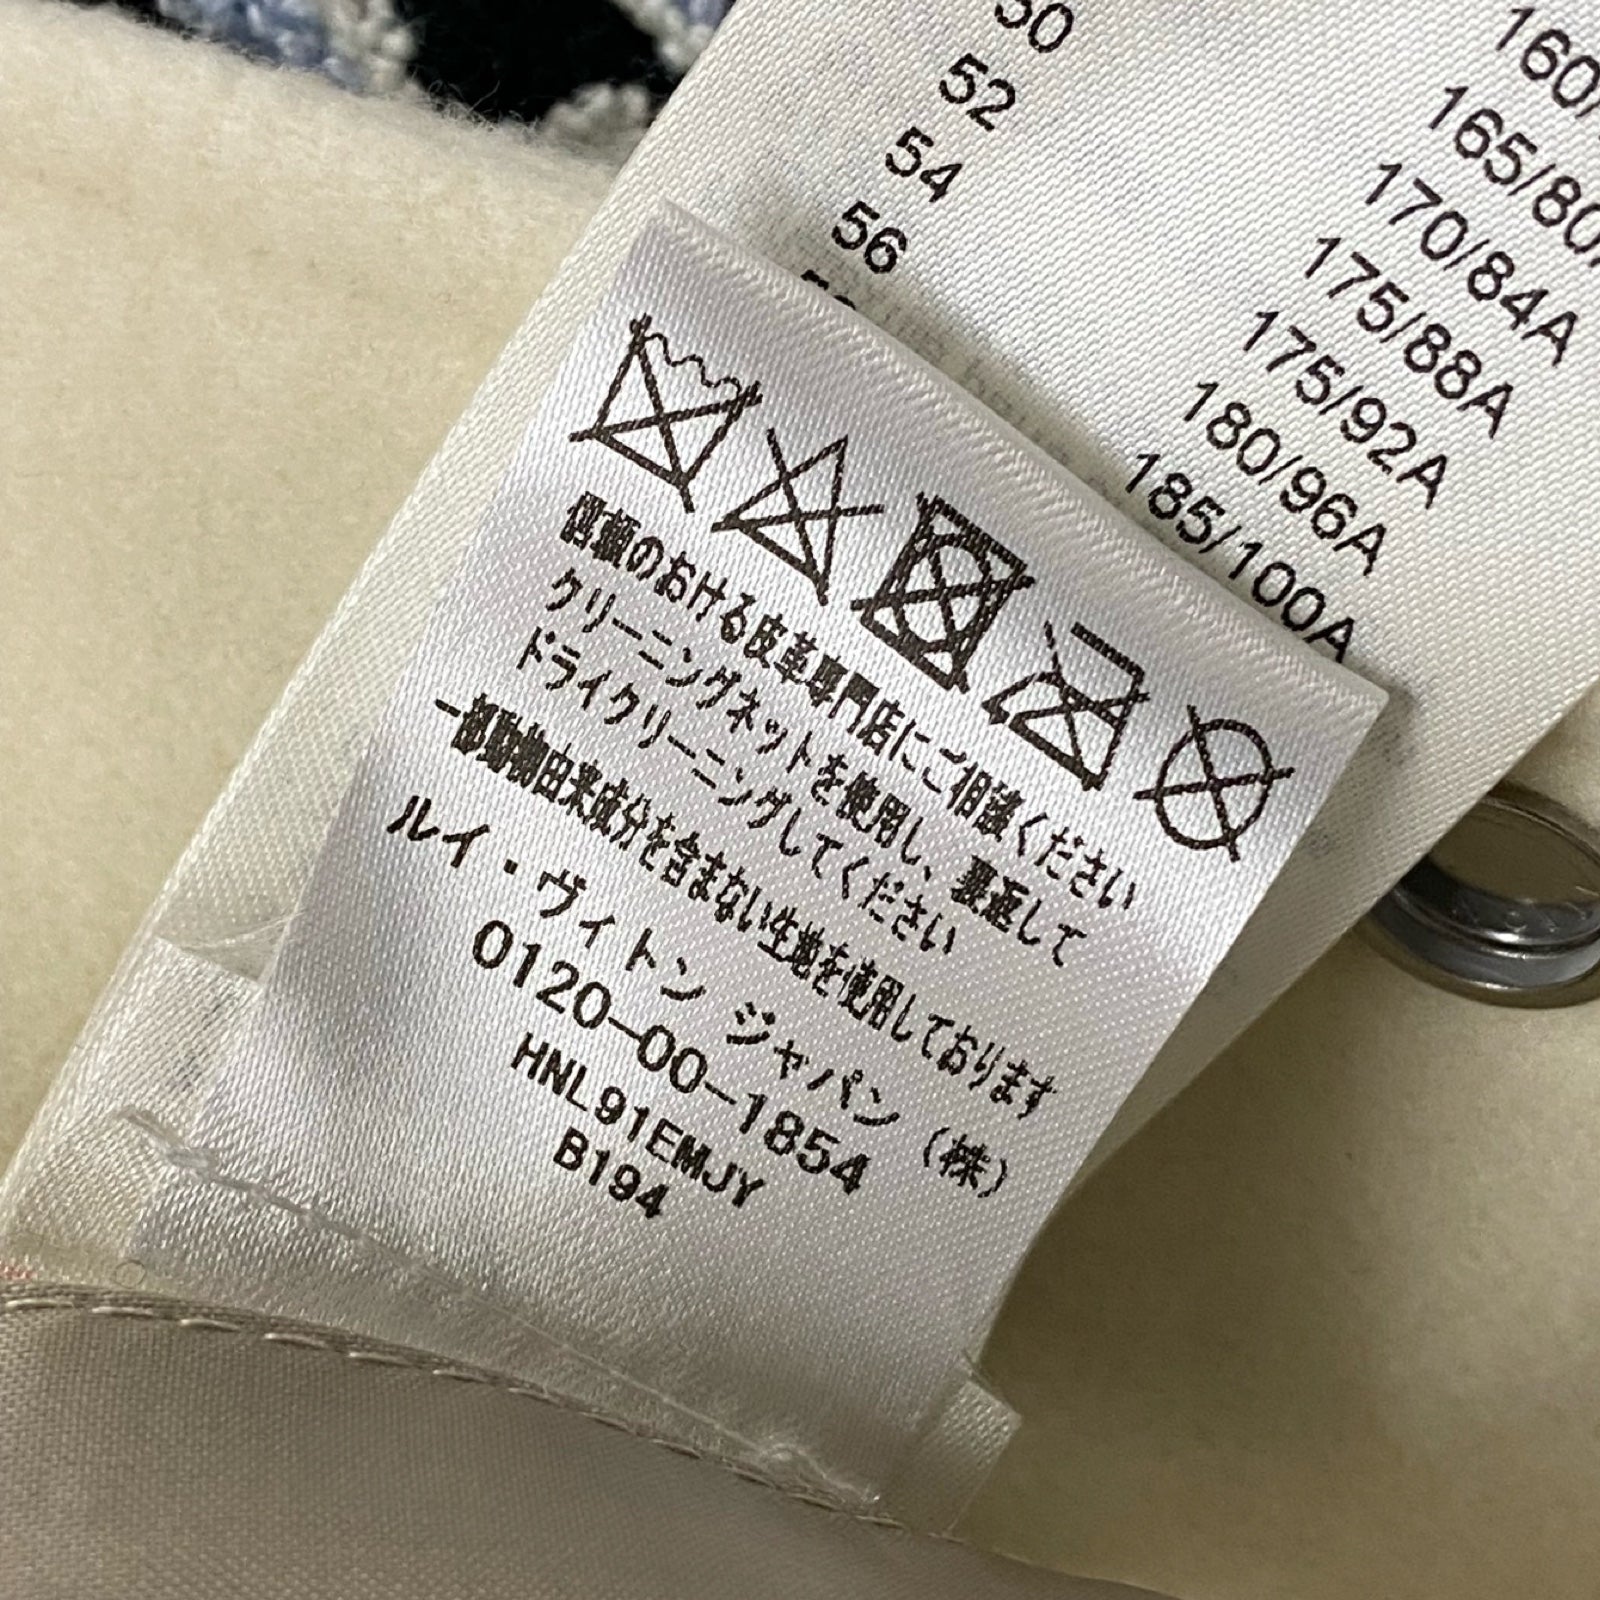 50
52
54
56
160/
165/80A
170/84A
175/88A
175/92A
180/96A
185/100A
信頼のおける皮革専門店にご相談ください
クリーニングネットを使用し、裏返して
ドライクリーニングしてください
一部動物由来成分を含まない生地を使用しております
ルイ・ヴィトン ジャパン (株)
0120-00-1854
HNL91EMJY
B194